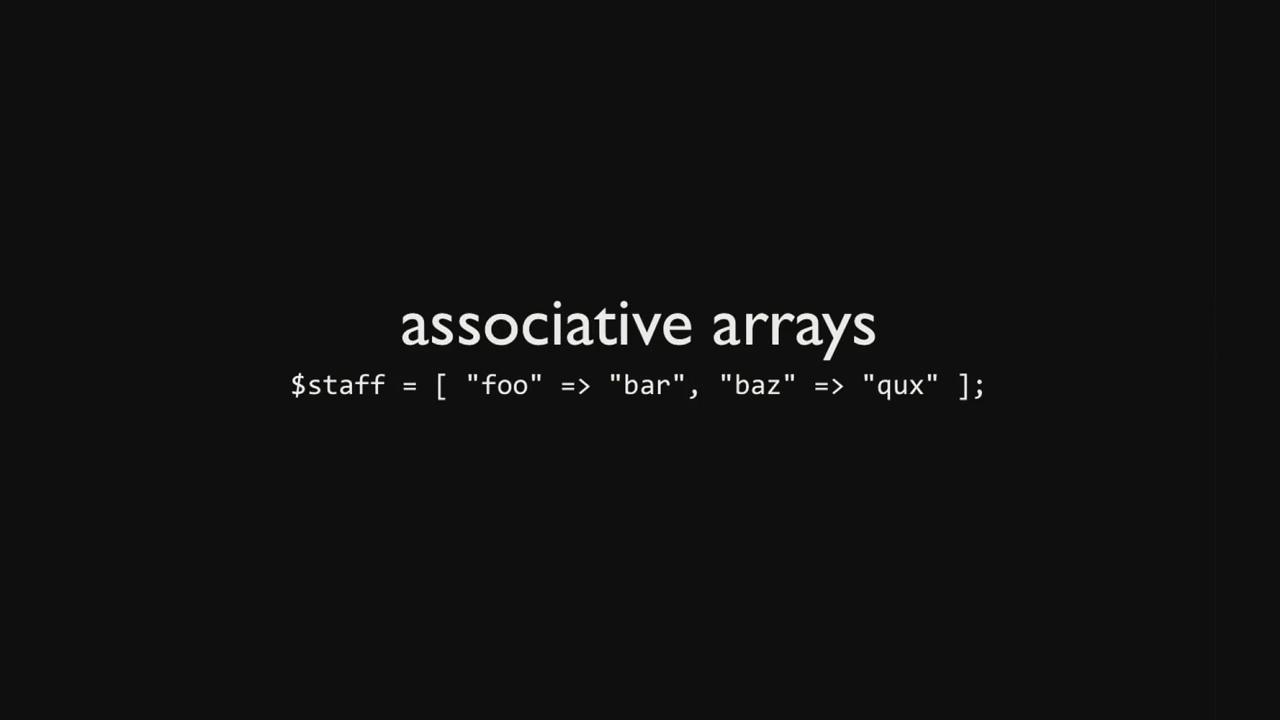 associative arrays
$staff = [ "foo" => "bar", "baz" => "qux" ];